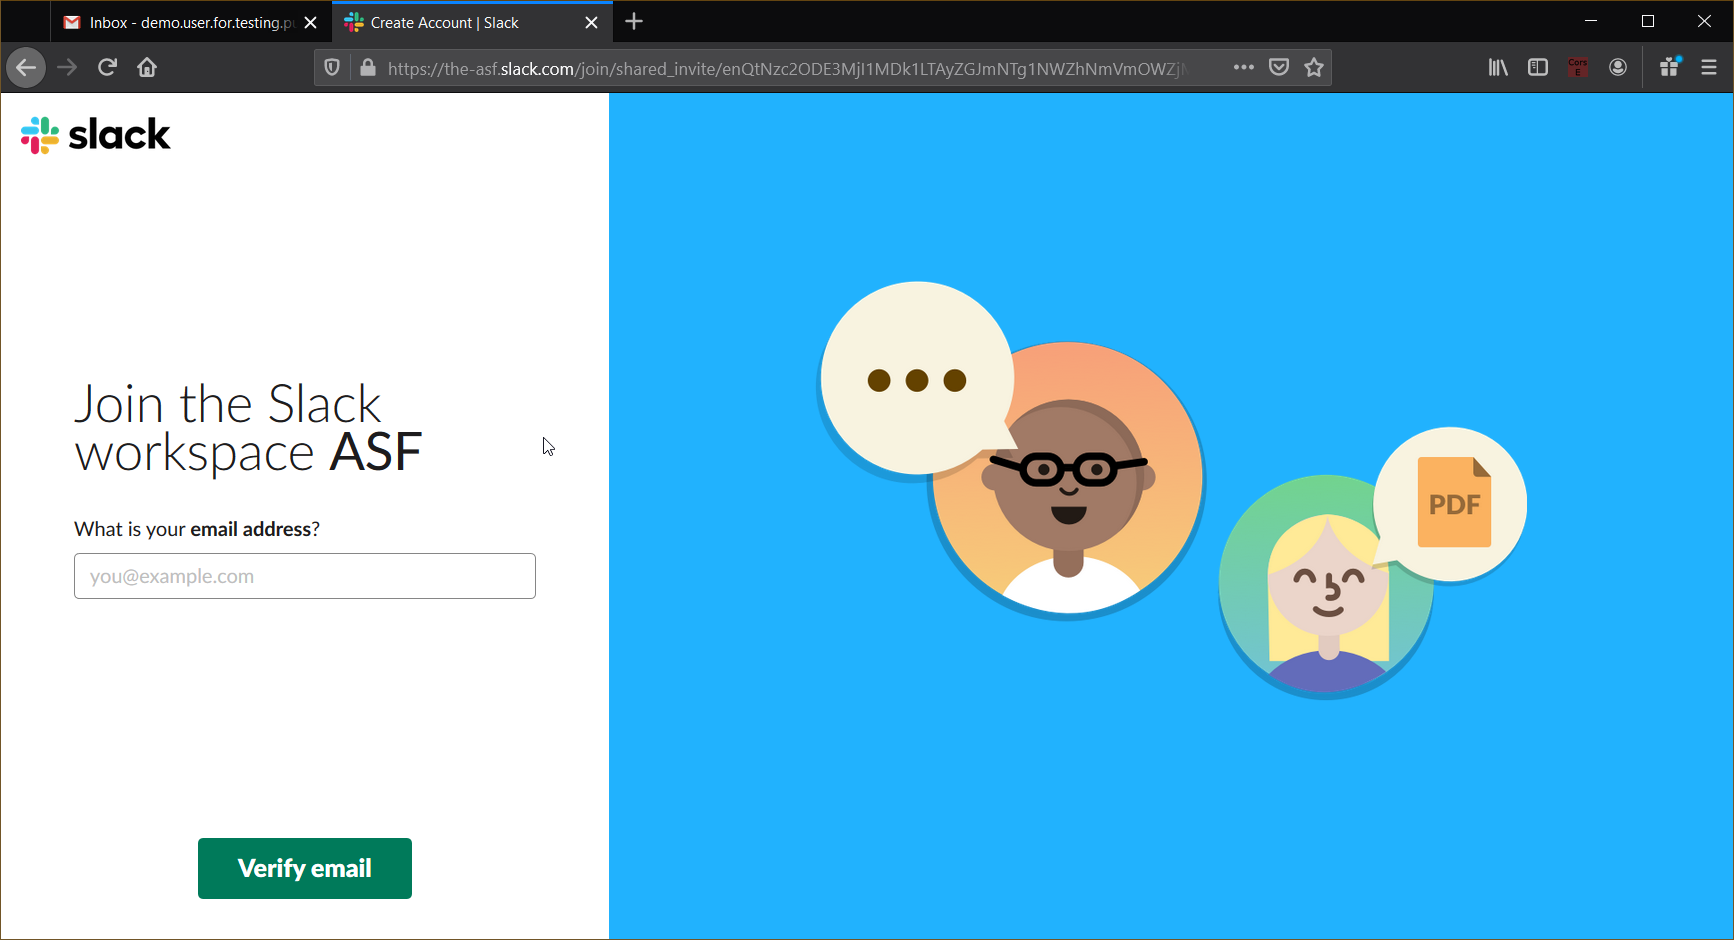 Inbox - demo.user.for.testing.p
Create Account | Slack
https://the-asf.slack.com/join/shared_invite/enQtNzc2ODE3MjI1MDk1LTAyZGJmNTg1NWZhNmVmOWZj
Cors
E
slack
Join the Slack
workspace ASF
What is your email address?
you@example.com
Verify email
PDF